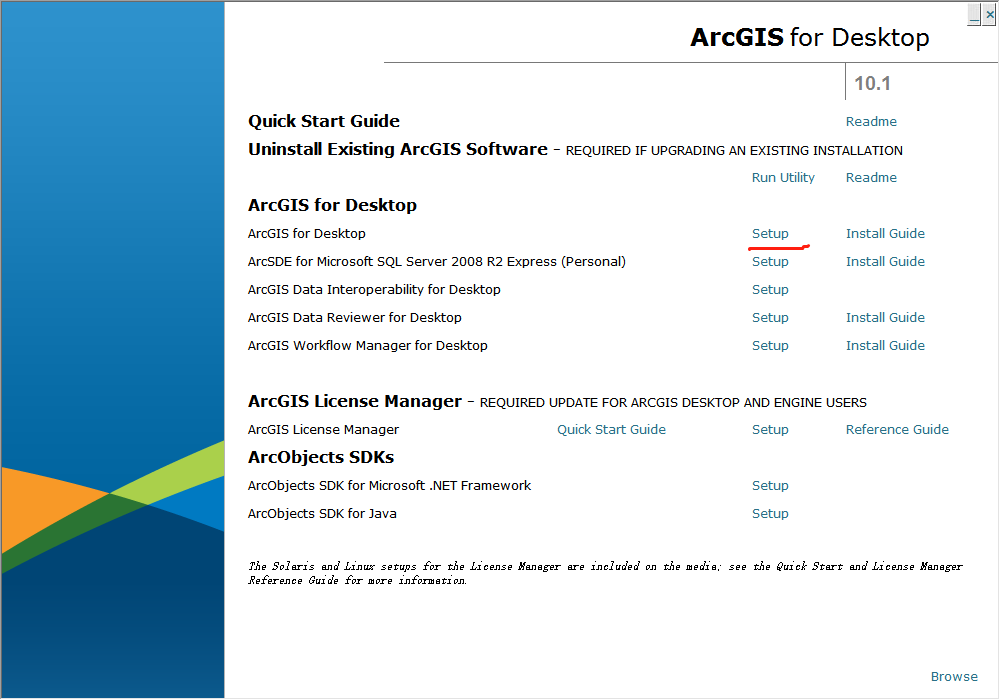 ArcGIS for Desktop
10.1
Quick Start Guide Readme
Uninstall Existing ArcGIS Software - REQUIRED IF UPGRADING AN EXISTING INSTALLATION
Run Utility Readme
ArcGIS for Desktop
ArcGIS for Desktop Setup Install Guide
ArcSDE for Microsoft SQL Server 2008 R2 Express (Personal) Setup Install Guide
ArcGIS Data Interoperability for Desktop Setup
ArcGIS Data Reviewer for Desktop Setup Install Guide
ArcGIS Workflow Manager for Desktop Setup Install Guide
ArcGIS License Manager - REQUIRED UPDATE FOR ARCGIS DESKTOP AND ENGINE USERS
ArcGIS License Manager Quick Start Guide Setup Reference Guide
ArcObjects SDKs
ArcObjects SDK for Microsoft .NET Framework Setup
ArcObjects SDK for Java Setup
The Solaris and Linux setups for the License Manager are included on the media; see the Quick Start and License Manager
Reference Guide for more information.
Browse